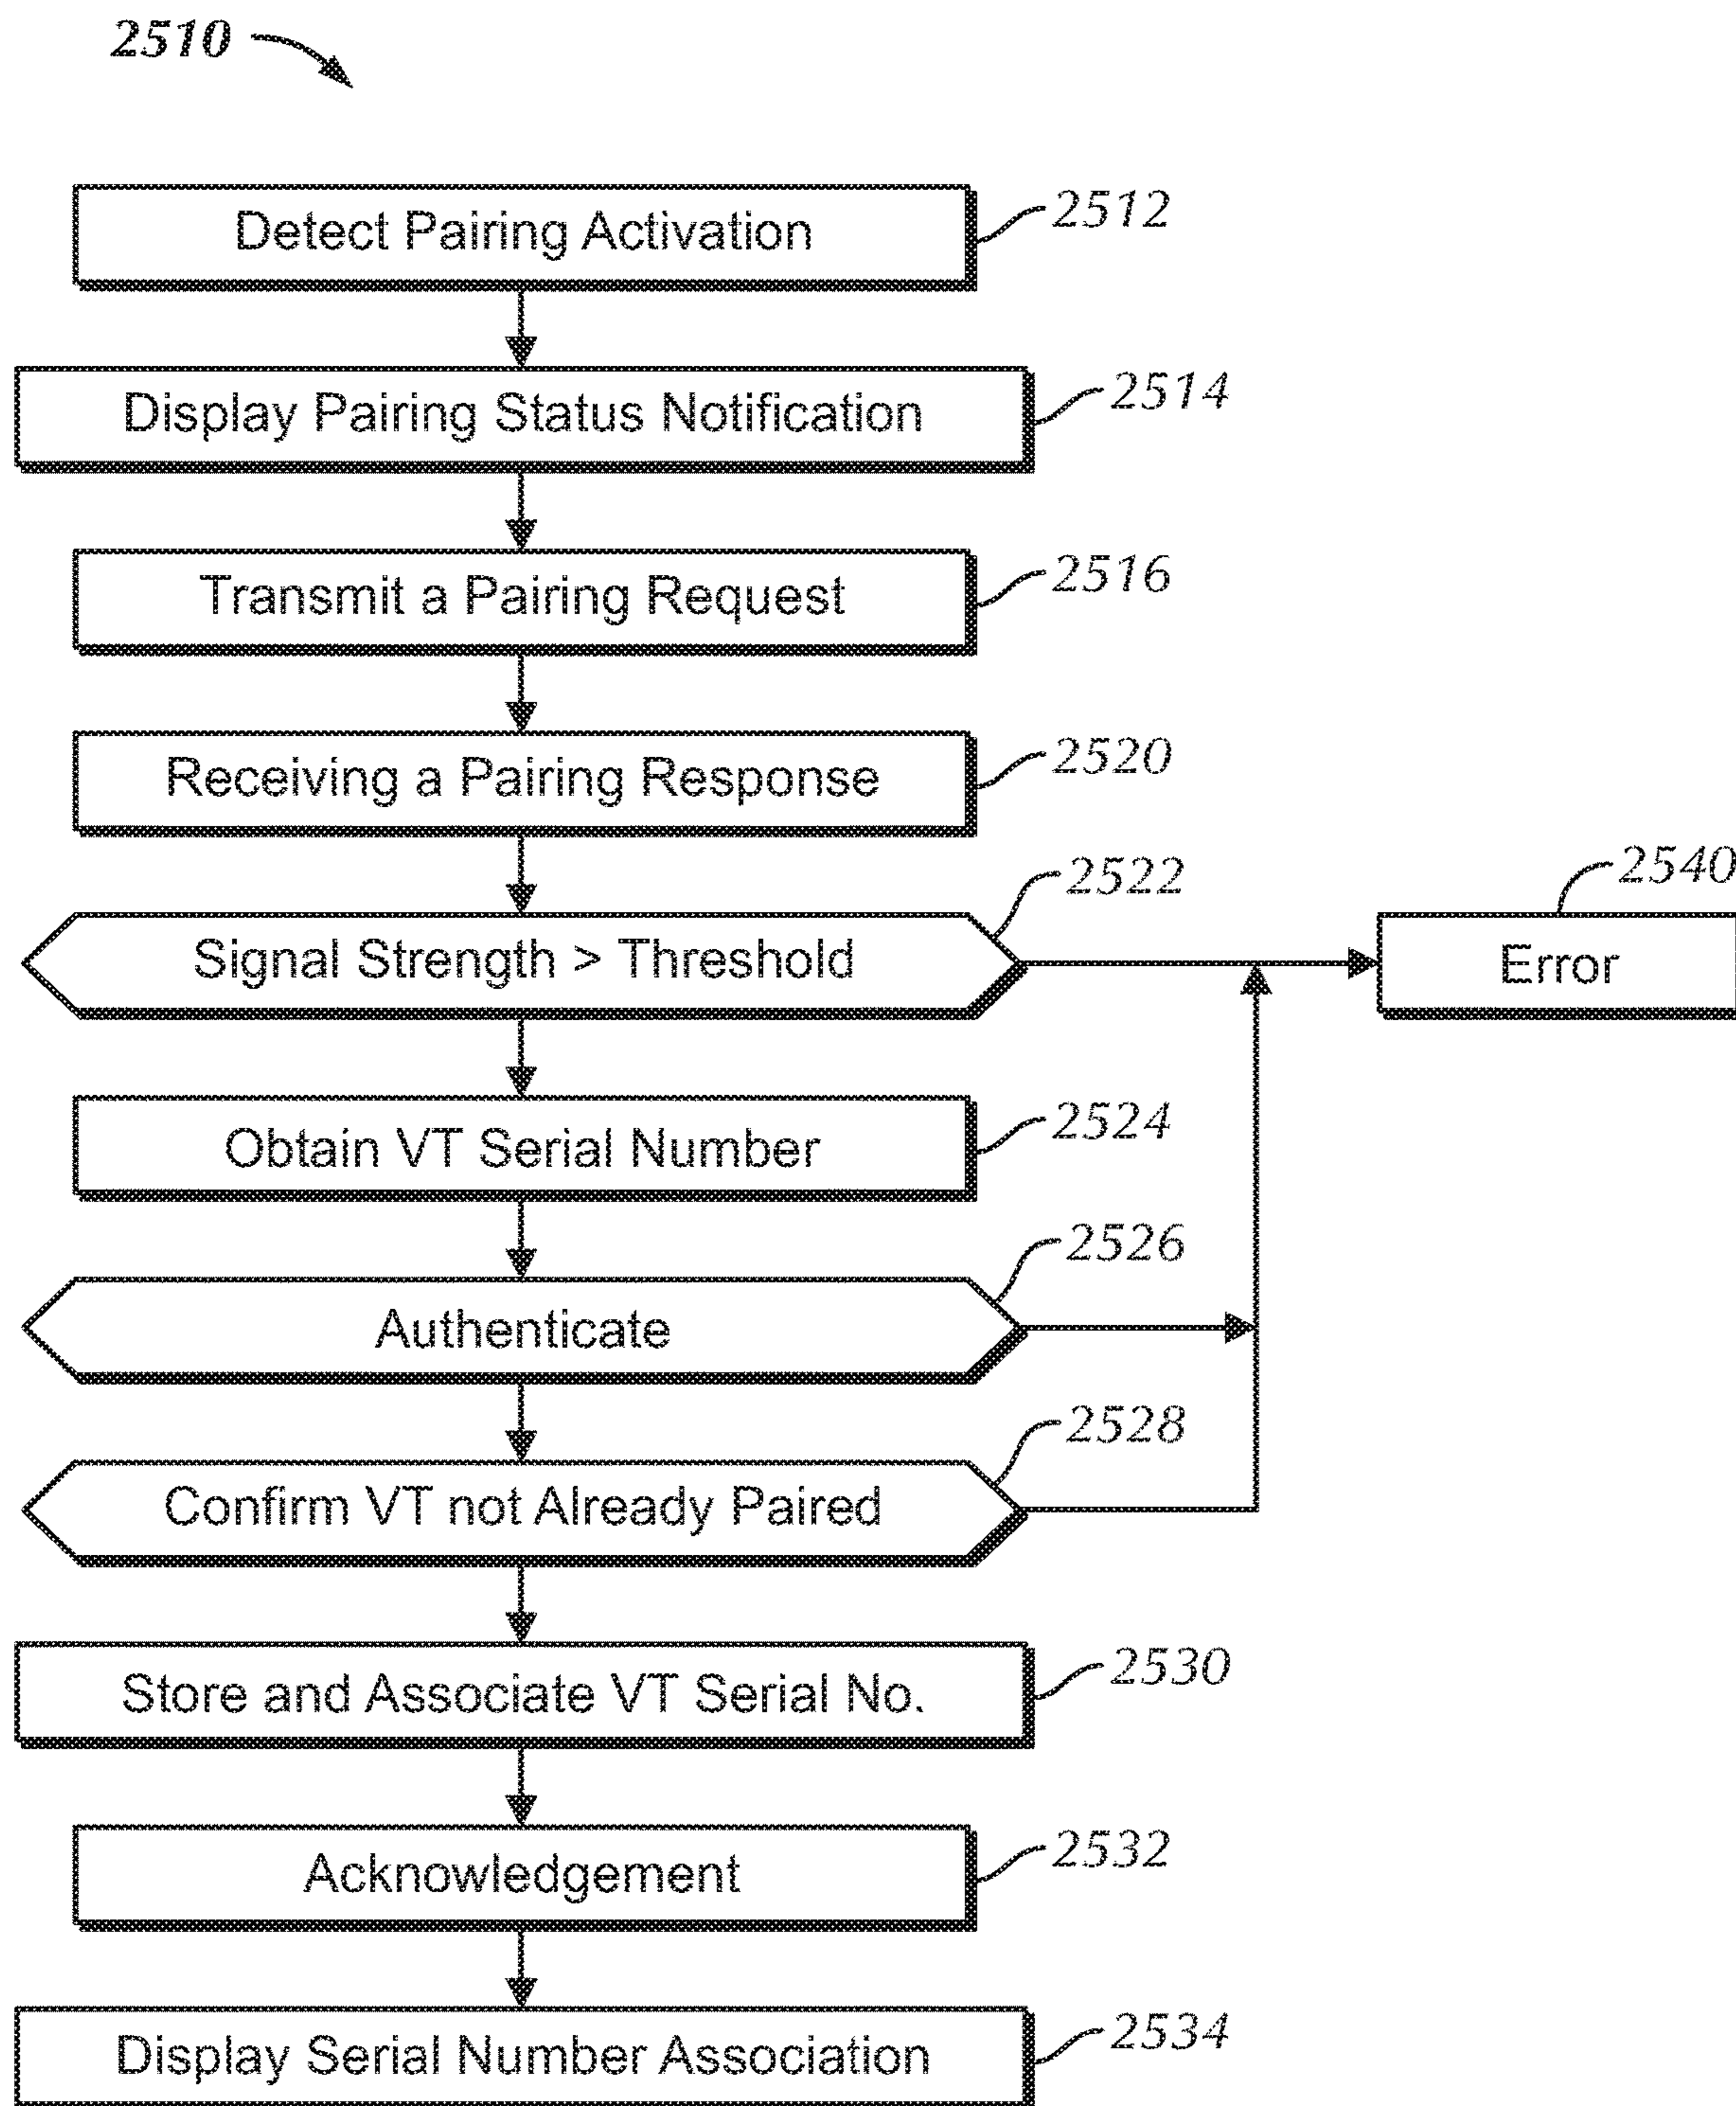 2510
Detect Pairing Activation
2512
Display Pairing Status Notification
2514
Transmit a Pairing Request
2516
Receiving a Pairing Response
2520
Signal Strength > Threshold
2522
Error
2540
Obtain VT Serial Number
2524
Authenticate
2526
Confirm VT not Already Paired
2528
Store and Associate VT Serial No.
2530
Acknowledgement
2532
Display Serial Number Association
2534